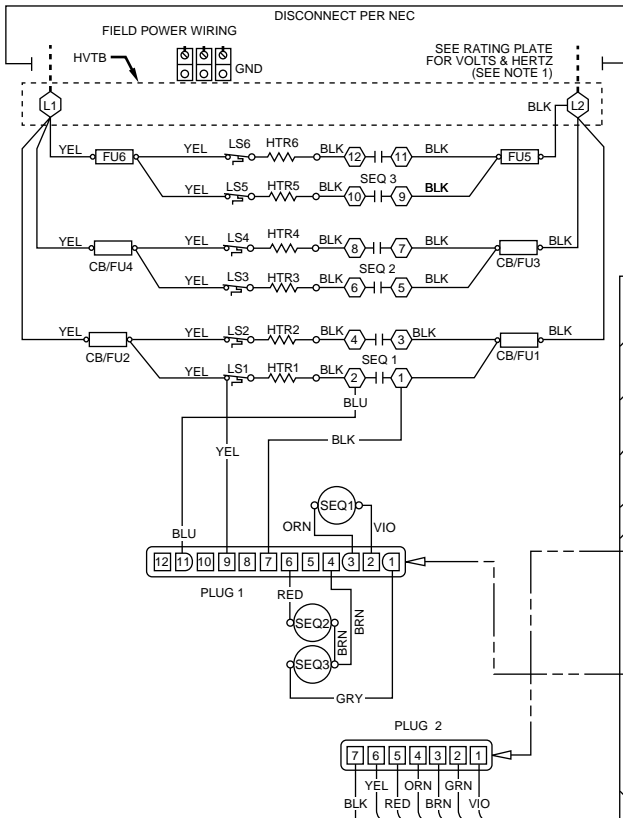 DISCONNECT PER NEC
FIELD POWER WIRING
HVTB
GND
SEE RATING PLATE
FOR VOLTS & HERTZ
(SEE NOTE 1)
L1 BLK L2
YEL FU6 YEL LS6 HTR6 BLK 12 11 BLK FU5
SEQ 3
YEL LS5 HTR5 BLK 10 9 BLK
YEL CB/FU4 YEL LS4 HTR4 BLK 8 7 BLK CB/FU3 BLK
SEQ 2
YEL LS3 HTR3 BLK 6 5 BLK
YEL CB/FU2 YEL LS2 HTR2 BLK 4 3 BLK CB/FU1 BLK
SEQ 1
YEL LS1 HTR1 BLK 2 1
BLU
YEL
BLK
SEQ1
BLU ORN VIO
12 11 10 9 8 7 6 5 4 3 2 1
PLUG 1
RED BRN BRN
SEQ2
SEQ3
GRY
PLUG 2
7 6 5 4 3 2 1
YEL ORN GRN
BLK RED BRN VIO